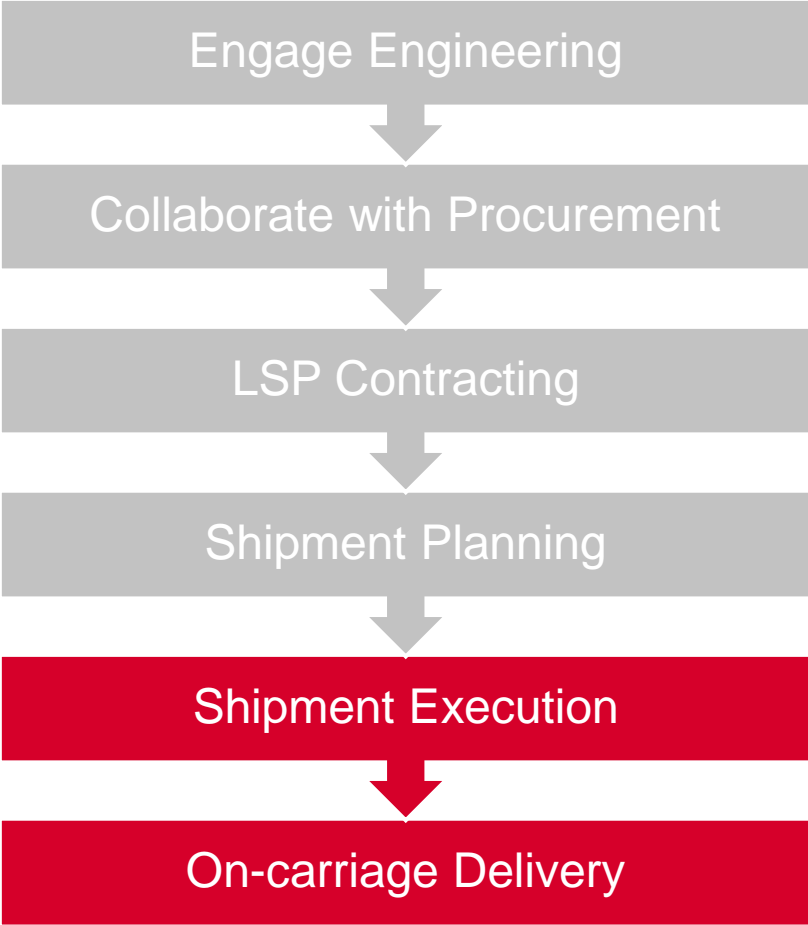 Engage Engineering
Collaborate with Procurement
LSP Contracting
Shipment Planning
Shipment Execution
On-carriage Delivery